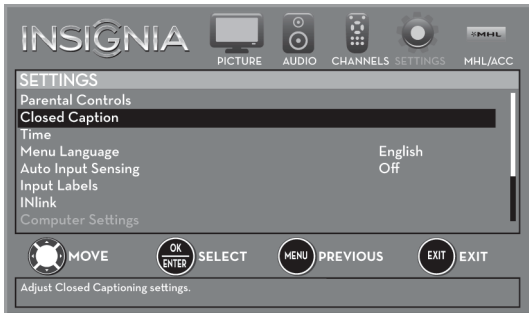 INSIGNIA
PICTURE AUDIO CHANNELS SETTINGS MHL/ACC
MHL
SETTINGS
Parental Controls
Closed Caption
Time
Menu Language English
Auto Input Sensing Off
Input Labels
INlink
Computer Settings
MOVE OK ENTER SELECT MENU PREVIOUS EXIT EXIT
Adjust Closed Captioning settings.